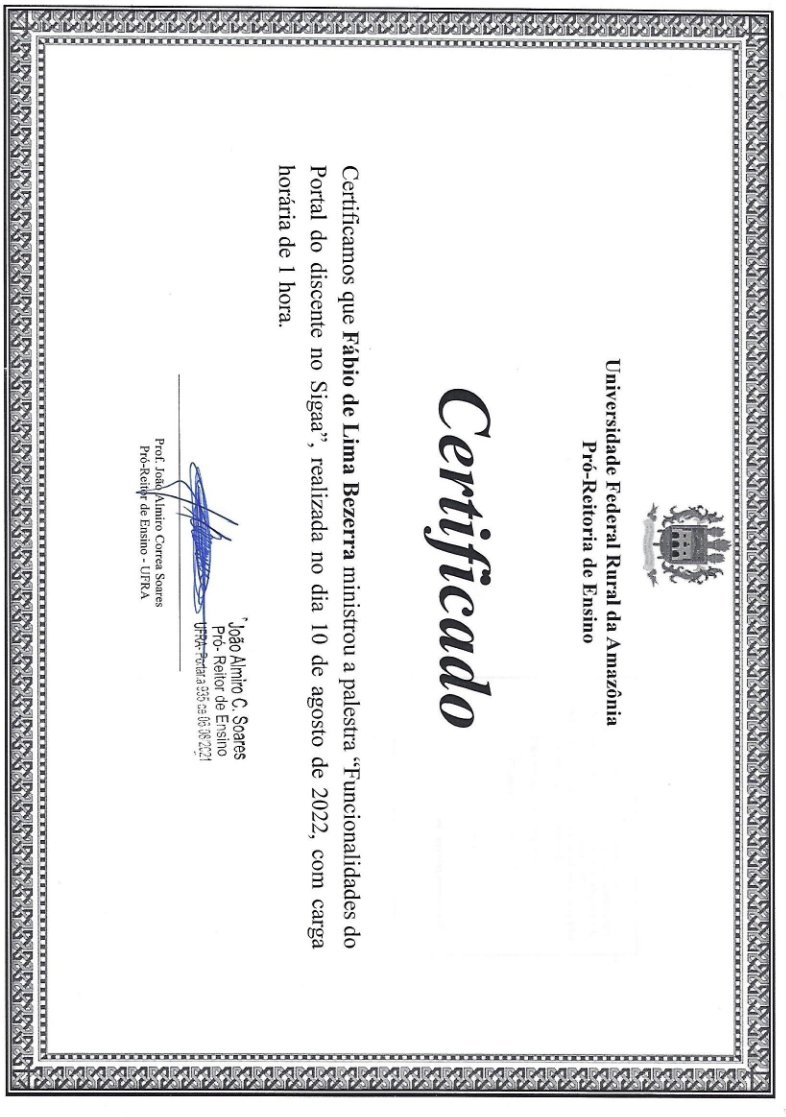 Universidade Federal Rural da Amazônia
Pró-Reitoria de Ensino
Certificado
Certificamos que Fábio de Lima Bezerra ministrou a palestra “Funcionalidades do
Portal do discente no Sigaa”, realizada no dia 10 de agosto de 2022, com carga
horária de 1 hora.
João Almiro C. Soares
Pró- Reitor de Ensino
UFRA- Portaria 935 de 06/08/2021
Prof. João Almiro Correa Soares
Pró-Reitor de Ensino - UFRA